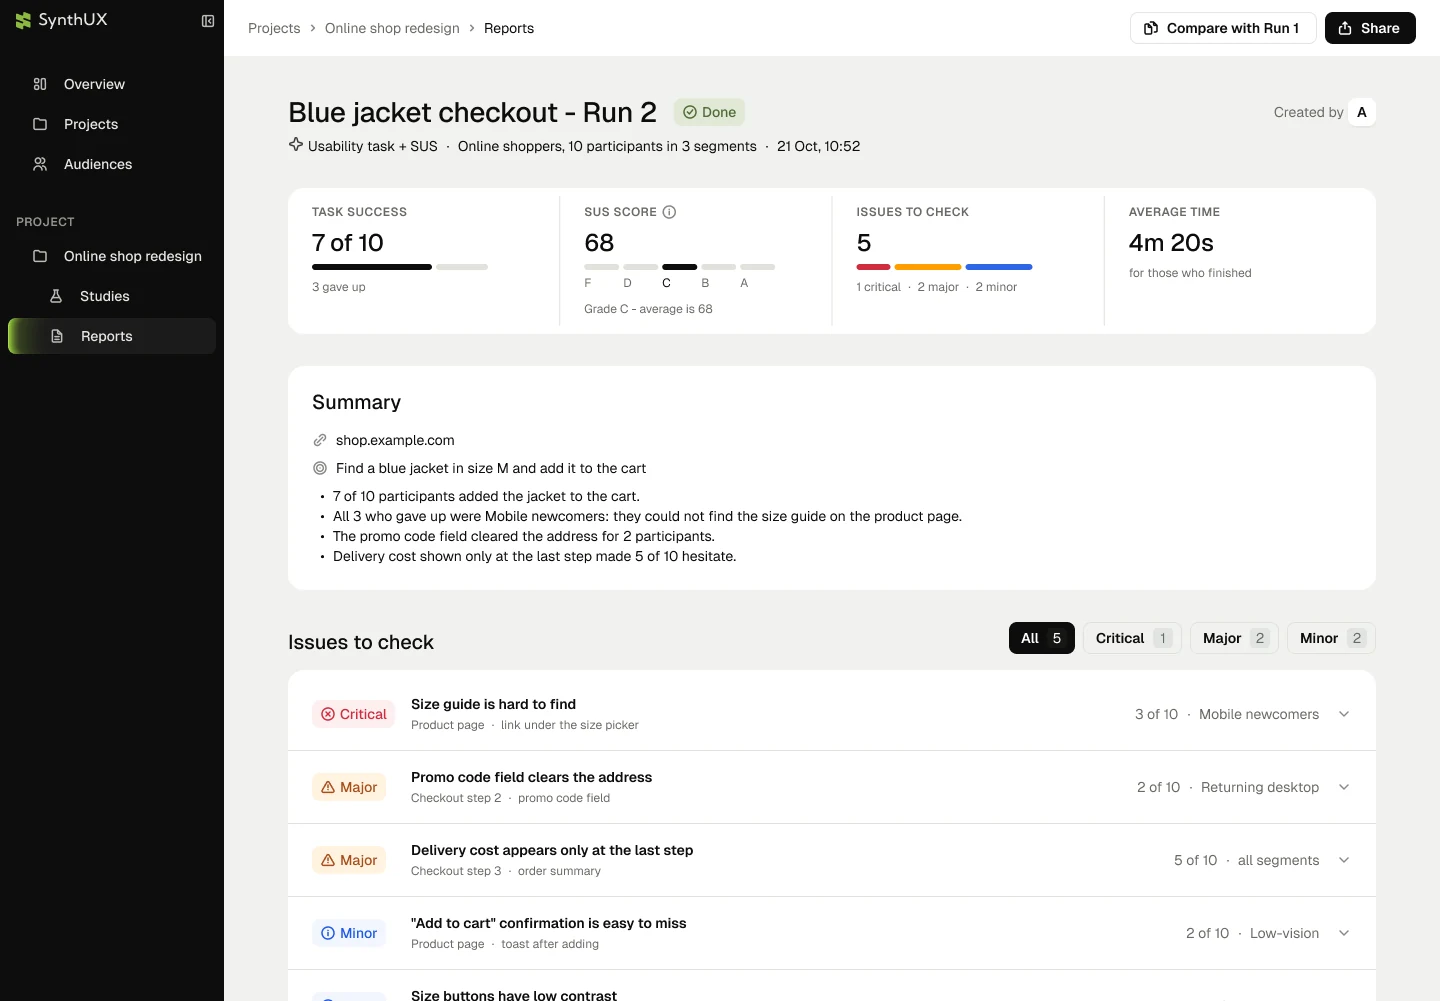 SynthUX
Overview
Projects
Audiences
PROJECT
Online shop redesign
Studies
Reports
Projects › Online shop redesign › Reports
Compare with Run 1
Share
Blue jacket checkout - Run 2
Done
Created by A
Usability task + SUS · Online shoppers, 10 participants in 3 segments · 21 Oct, 10:52
TASK SUCCESS
7 of 10
3 gave up
SUS SCORE
68
F D C B A
Grade C - average is 68
ISSUES TO CHECK
5
1 critical · 2 major · 2 minor
AVERAGE TIME
4m 20s
for those who finished
Summary
shop.example.com
Find a blue jacket in size M and add it to the cart
• 7 of 10 participants added the jacket to the cart.
• All 3 who gave up were Mobile newcomers: they could not find the size guide on the product page.
• The promo code field cleared the address for 2 participants.
• Delivery cost shown only at the last step made 5 of 10 hesitate.
Issues to check
All 5
Critical 1
Major 2
Minor 2
Critical
Size guide is hard to find
Product page · link under the size picker
3 of 10 · Mobile newcomers
Major
Promo code field clears the address
Checkout step 2 · promo code field
2 of 10 · Returning desktop
Major
Delivery cost appears only at the last step
Checkout step 3 · order summary
5 of 10 · all segments
Minor
"Add to cart" confirmation is easy to miss
Product page · toast after adding
2 of 10 · Low-vision
Size buttons have low contrast